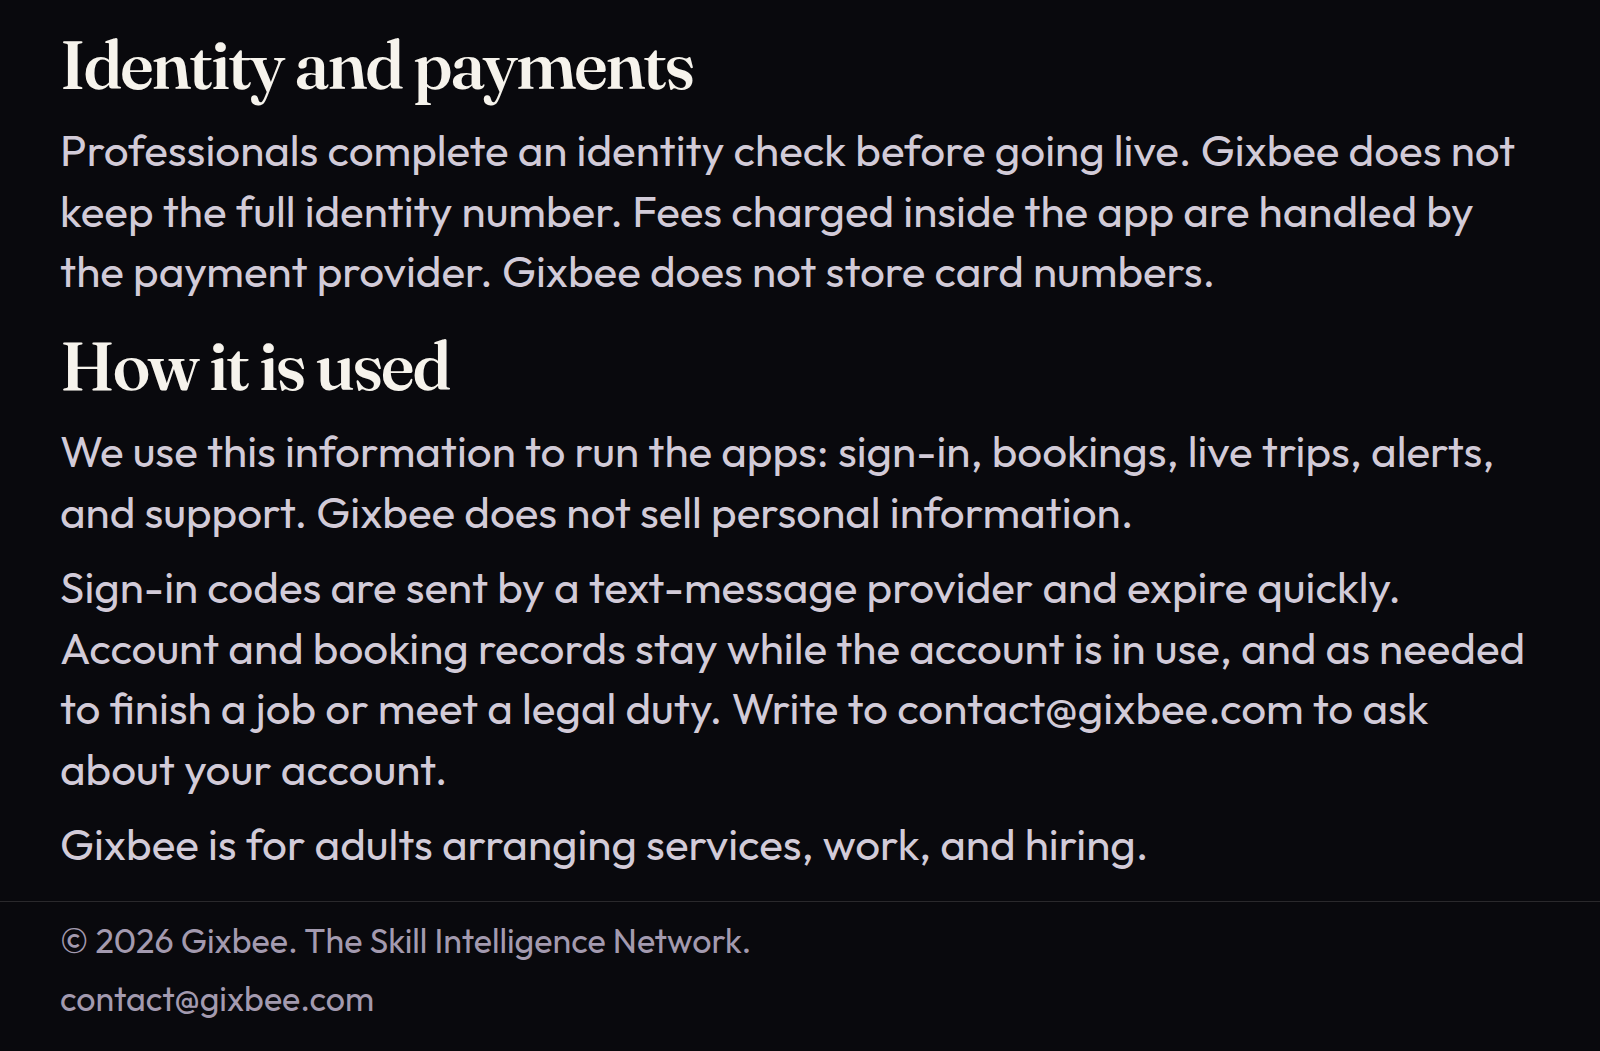 Identity and payments
Professionals complete an identity check before going live. Gixbee does not
keep the full identity number. Fees charged inside the app are handled by
the payment provider. Gixbee does not store card numbers.
How it is used
We use this information to run the apps: sign-in, bookings, live trips, alerts,
and support. Gixbee does not sell personal information.
Sign-in codes are sent by a text-message provider and expire quickly.
Account and booking records stay while the account is in use, and as needed
to finish a job or meet a legal duty. Write to contact@gixbee.com to ask
about your account.
Gixbee is for adults arranging services, work, and hiring.
© 2026 Gixbee. The Skill Intelligence Network.
contact@gixbee.com